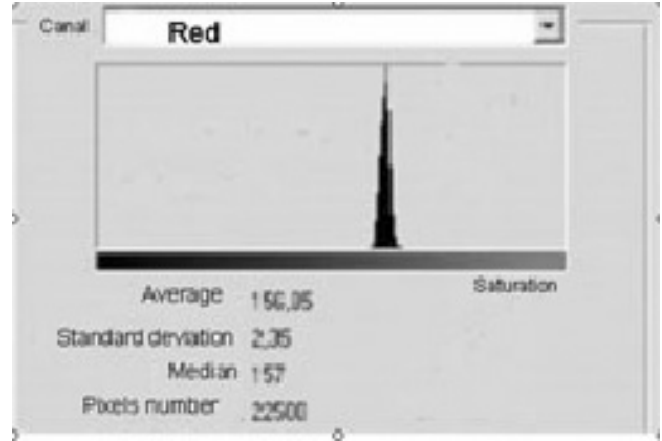 Canal Red
Saturation
Average 156,05
Standard deviation 2,35
Median 157
Pixels number 22500